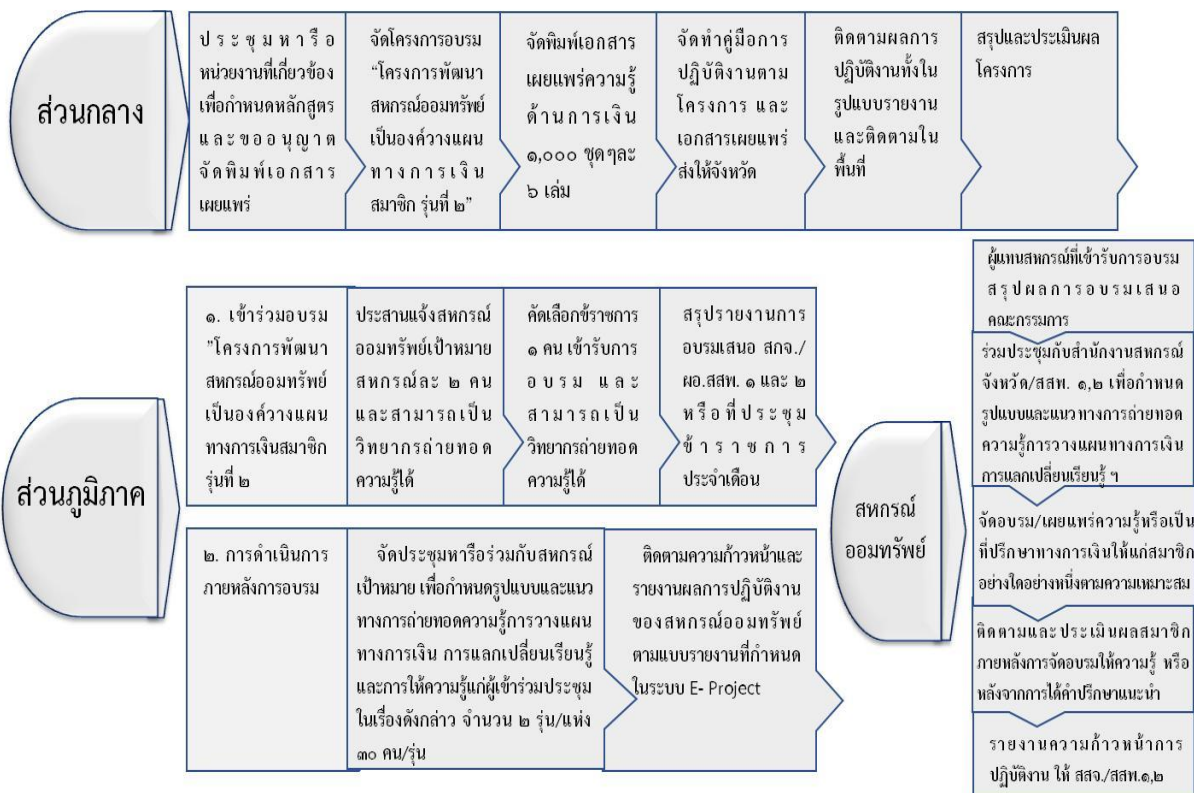 ส่วนกลาง
ประชุมหารือ
หน่วยงานที่เกี่ยวข้อง
เพื่อกำหนดหลักสูตร
และขออนุญาต
จัดพิมพ์เอกสาร
เผยแพร่
จัดโครงการอบรม
“โครงการพัฒนา
สหกรณ์ออมทรัพย์
เป็นองค์วางแผน
ทางการเงิน
สมาชิก รุ่นที่ ๒”
จัดพิมพ์เอกสาร
เผยแพร่ความรู้
ด้านการเงิน
๑,๐๐๐ ชุดๆละ
๖ เล่ม
จัดทำคู่มือการ
ปฏิบัติงานตาม
โครงการ และ
เอกสารเผยแพร่
ส่งให้จังหวัด
ติดตามผลการ
ปฏิบัติงานทั้งใน
รูปแบบรายงาน
และติดตามใน
พื้นที่
สรุปและประเมินผล
โครงการ
ส่วนภูมิภาค
๑. เข้าร่วมอบรม
”โครงการพัฒนา
สหกรณ์ออมทรัพย์
เป็นองค์วางแผน
ทางการเงินสมาชิก
รุ่นที่ ๒
ประสานแจ้งสหกรณ์
ออมทรัพย์เป้าหมาย
สหกรณ์ละ ๒ คน
และสามารถเป็น
วิทยากรถ่ายทอด
ความรู้ได้
คัดเลือกข้ราชการ
๑ คน เข้ารับการ
อบรม และ
สามารถเป็น
วิทยากรถ่ายทอด
ความรู้ได้
สรุปรายงานการ
อบรมเสนอ สกจ./
ผอ.สสพ. ๑ และ ๒
หรือที่ประชุม
ข้าราชการ
ประจำเดือน
๒. การดำเนินการ
ภายหลังการอบรม
จัดประชุมหารือร่วมกับสหกรณ์
เป้าหมาย เพื่อกำหนดรูปแบบและแนว
ทางการถ่ายทอดความรู้การวางแผน
ทางการเงิน การแลกเปลี่ยนเรียนรู้
และการให้ความรู้แก่ผู้เข้าร่วมประชุม
ในเรื่องดังกล่าว จำนวน ๒ รุ่น/แห่ง
๓๐ คน/รุ่น
ติดตามความก้าวหน้าและ
รายงานผลการปฏิบัติงาน
ของสหกรณ์ออมทรัพย์
ตามแบบรายงานที่กำหนด
ในระบบ E- Project
สหกรณ์
ออมทรัพย์
ผู้แทนสหกรณ์ที่เข้ารับการอบรม
สรุปผลการอบรมเสนอ
คณะกรรมการ
ร่วมประชุมกับสำนักงานสหกรณ์
จังหวัด/สสพ. ๑,๒ เพื่อกำหนด
รูปแบบและแนวทางการถ่ายทอด
ความรู้การวางแผนทางการเงิน
การแลกเปลี่ยนเรียนรู้ ฯ
จัดอบรม/เผยแพร่ความรู้หรือเป็น
ที่ปรึกษาทางการเงินให้แก่สมาชิก
อย่างใดอย่างหนึ่งตามความเหมาะสม
ติดตามและประเมินผลสมาชิก
ภายหลังการจัดอบรมให้ความรู้ หรือ
หลังจากการได้คำปรึกษาแนะนำ
รายงานความก้าวหน้าการ
ปฏิบัติงาน ให้ สสจ./สสพ.๑,๒